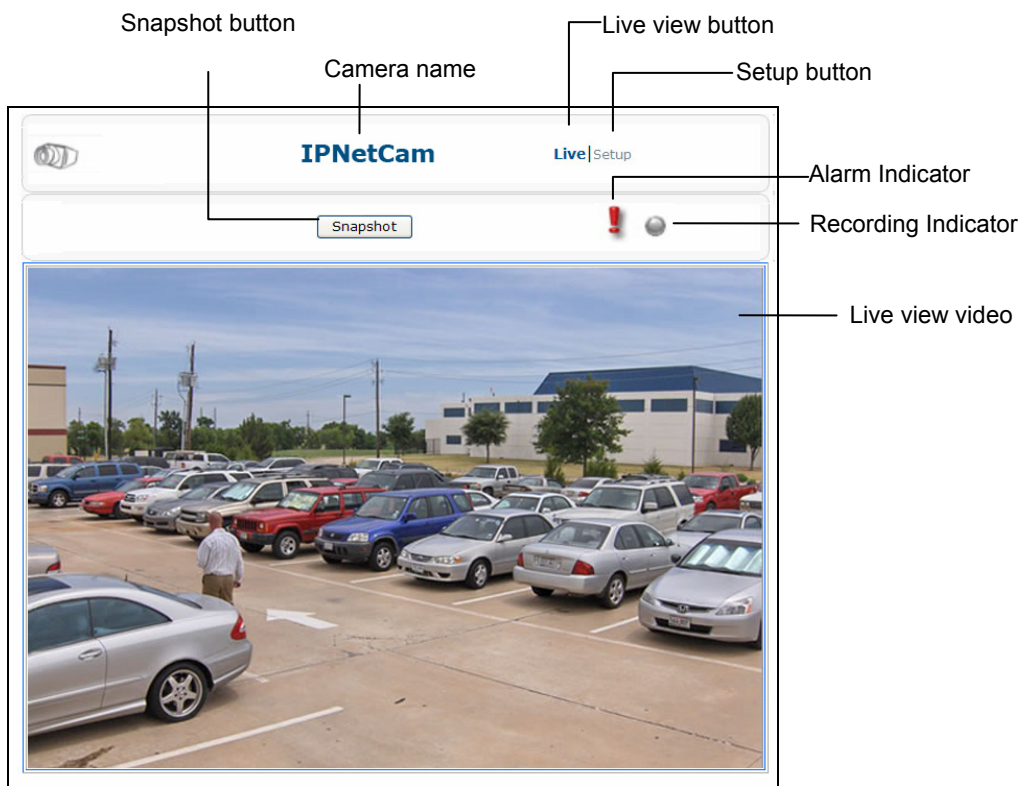 Snapshot button
Live view button
Camera name
Setup button
IPNetCam
Live|Setup
Alarm Indicator
Snapshot
Recording Indicator
Live view video